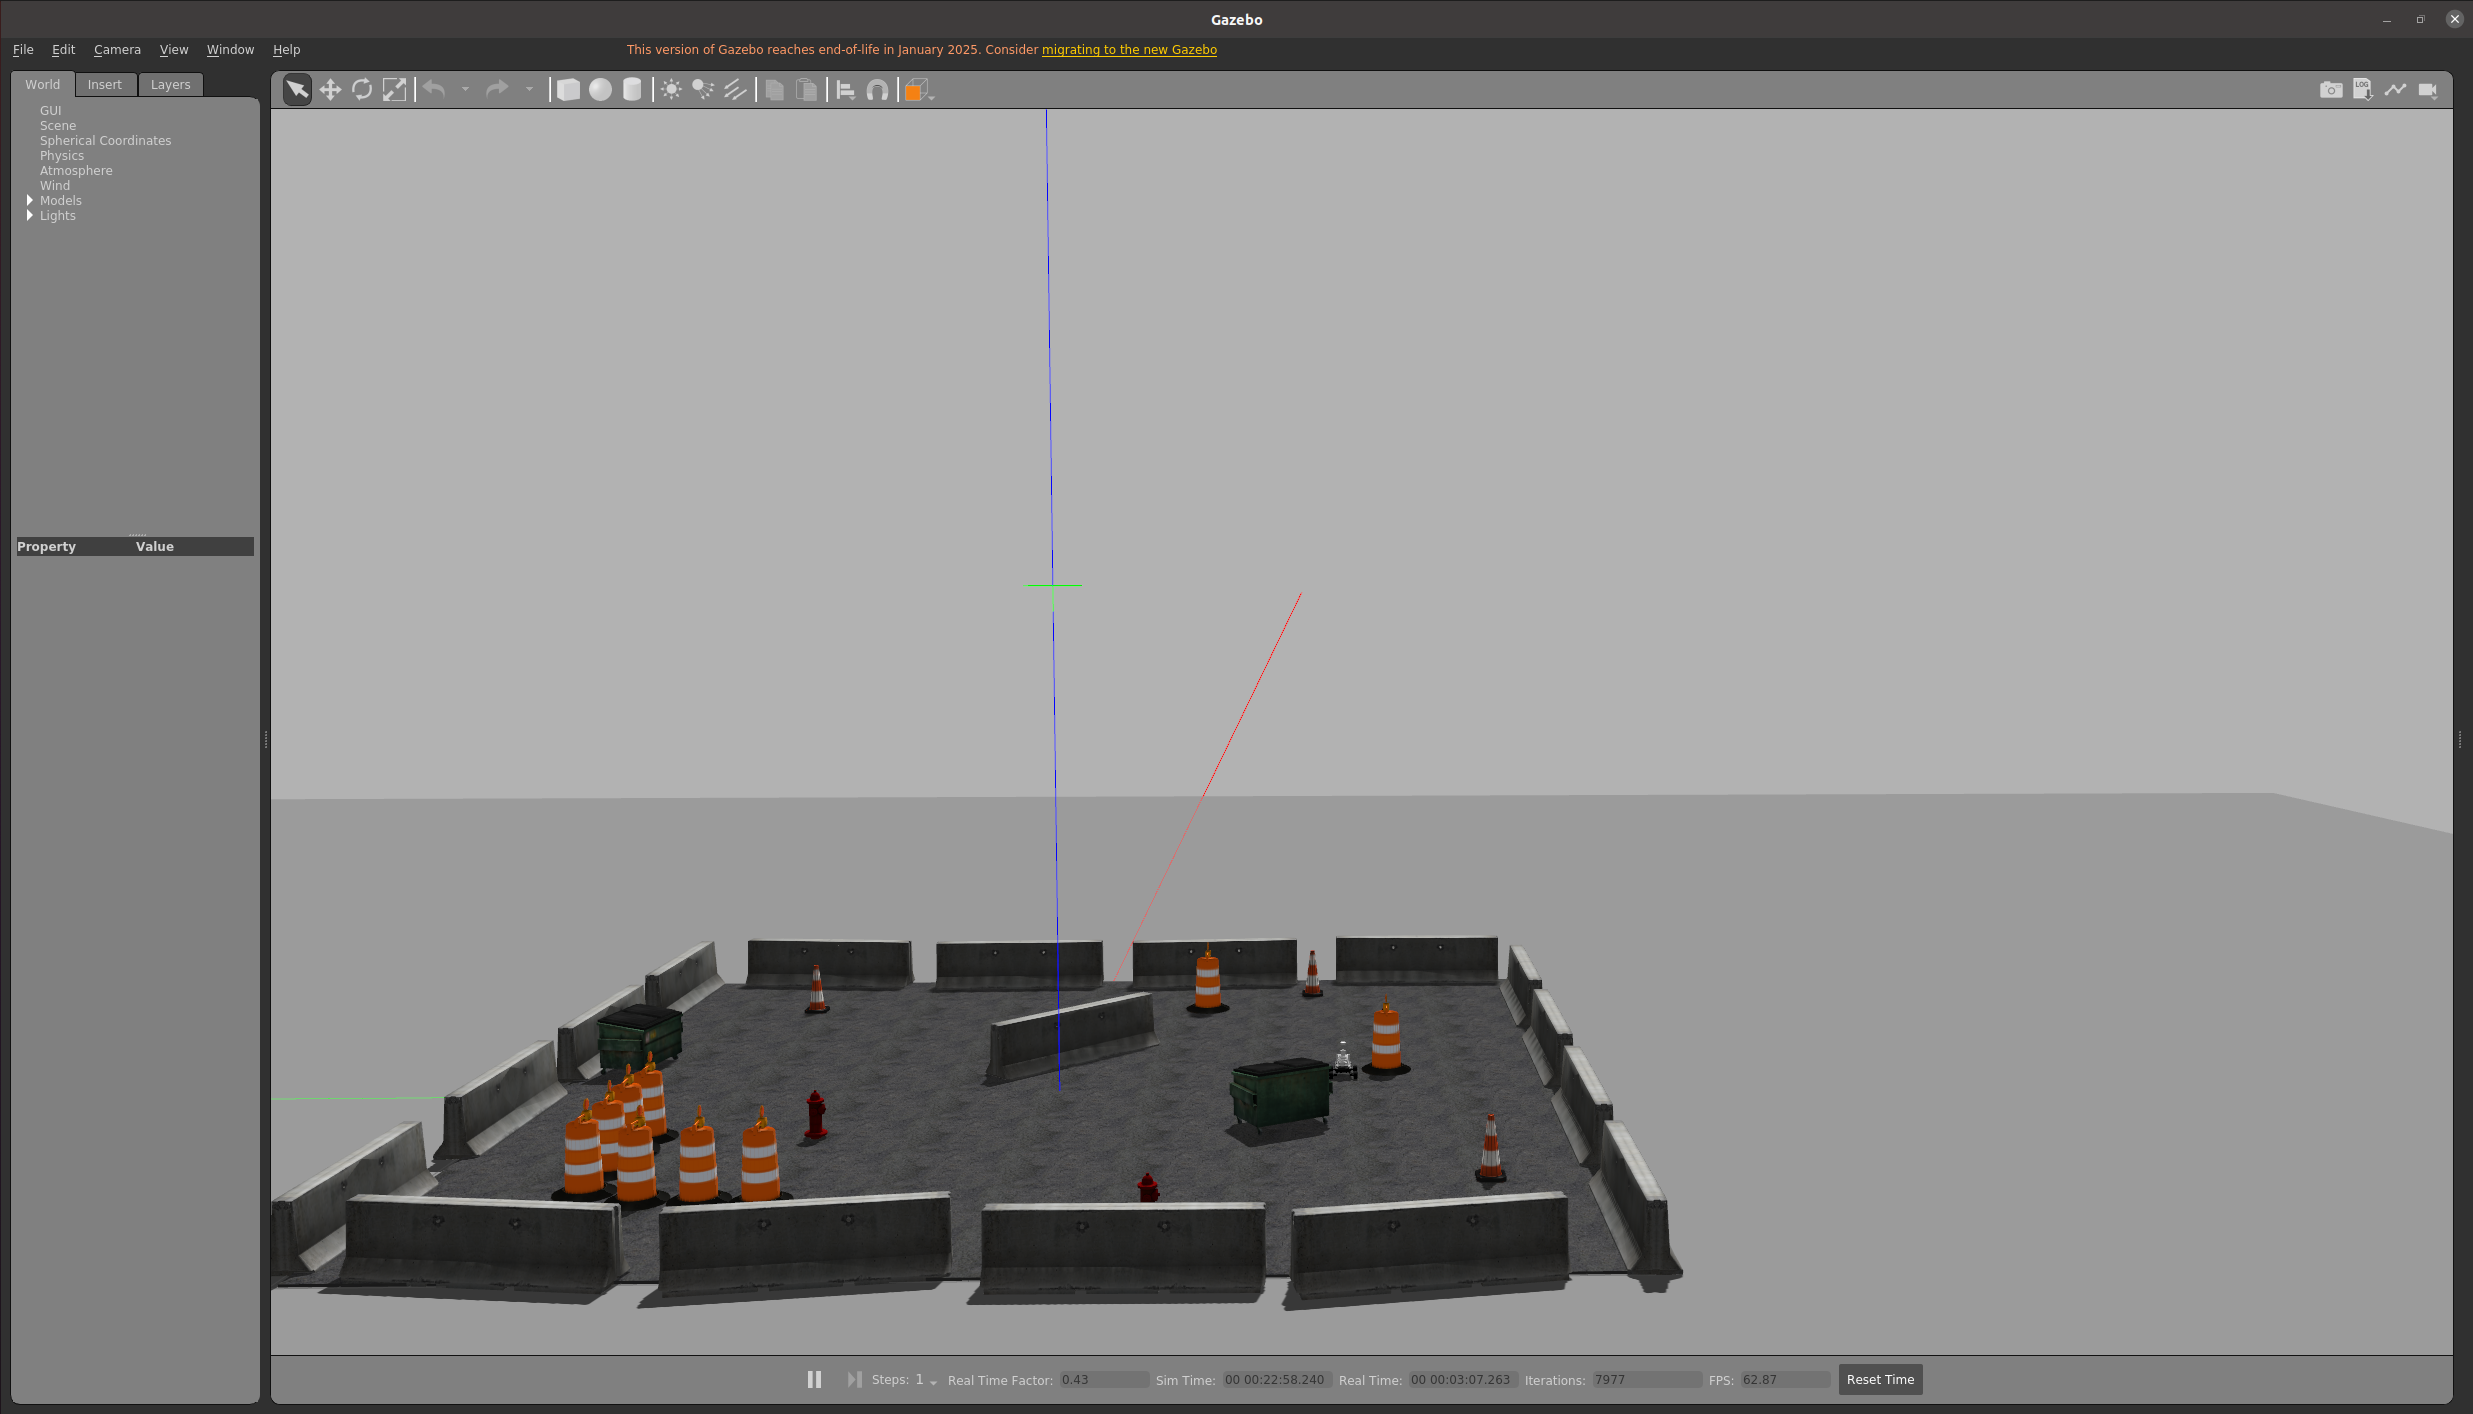 Gazebo
File Edit Camera View Window Help
This version of Gazebo reaches end-of-life in January 2025. Consider migrating to the new Gazebo
World Insert Layers
LOG
GUI
Scene
Spherical Coordinates
Physics
Atmosphere
Wind
Models
Lights
Property Value
Steps: 1 Real Time Factor: 0.43 Sim Time: 00 00:22:58.240 Real Time: 00 00:03:07.263 Iterations: 7977 FPS: 62.87 Reset Time